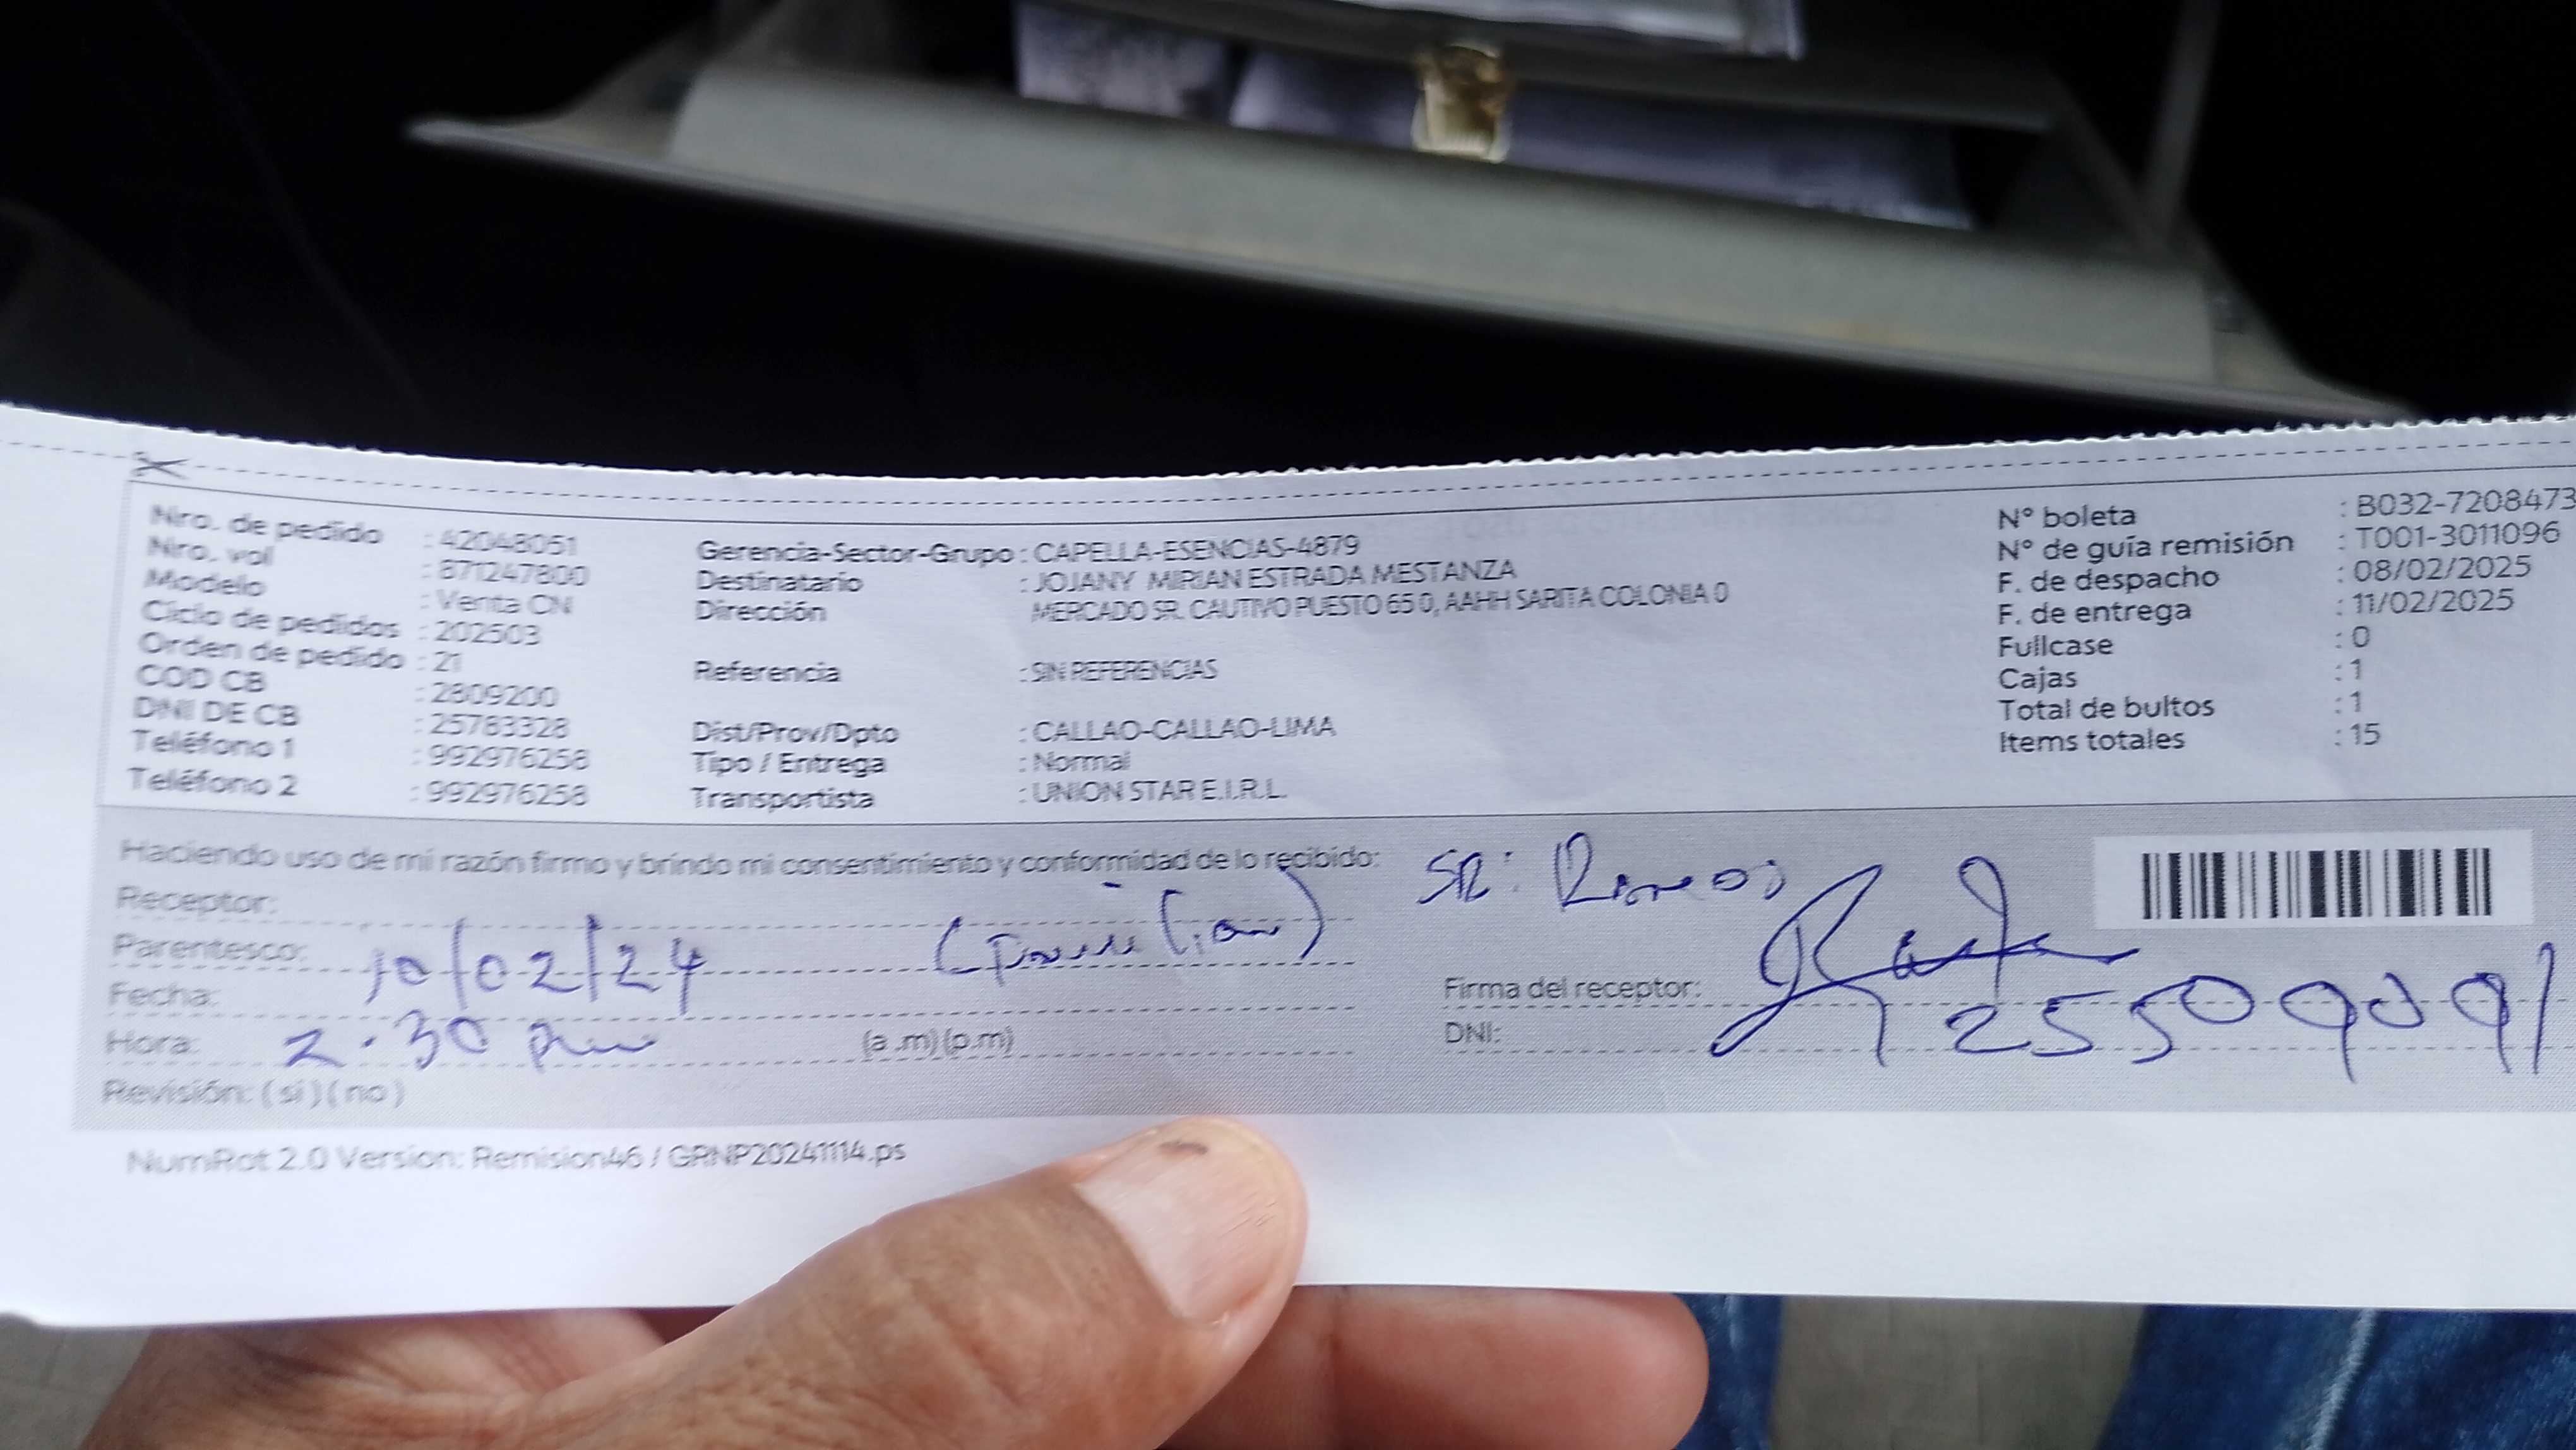 Nro. de pedido : 42048051
Nro. vol : 871247800
Modelo : Venta CN
Ciclo de pedidos : 202503
Orden de pedido : 21
COD CB : 2809200
DNI DE CB : 25783328
Teléfono 1 : 992976258
Teléfono 2 : 992976258
Gerencia-Sector-Grupo : CAPELLA-ESENCIAS-4879
Destinatario : JOJANY MIRIAN ESTRADA MESTANZA
Dirección MERCADO SR. CAUTIVO PUESTO 65 0, AAHH SARITA COLONIA 0
Referencia : SIN REFERENCIAS
Dist/Prov/Dpto : CALLAO-CALLAO-LIMA
Tipo / Entrega : Normal
Transportista : UNION STAR E.I.R.L.
N° boleta : B032-7208473
N° de guía remisión : T001-3011096
F. de despacho : 08/02/2025
F. de entrega : 11/02/2025
Fullcase : 0
Cajas : 1
Total de bultos : 1
Items totales : 15
Haciendo uso de mi razón firmo y brindo mi consentimiento y conformidad de lo recibido: SR:
Receptor:
Parentesco:
Fecha: 10/02/24
Hora: 2.30 pm (a.m)(p.m)
Revisión: (si)(no)
Firma del receptor:
DNI: 25509091
NumRot 2.0 Version: Remision46 / GRNP20241114.ps